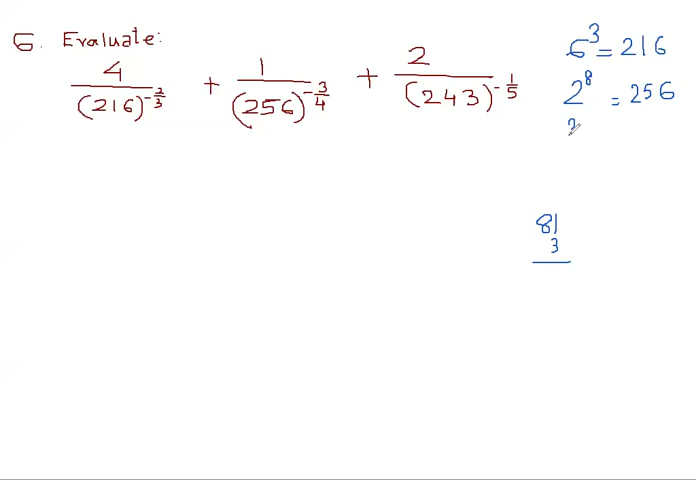 6. Evaluate:
4/(216)^-2/3 + 1/(256)^-3/4 + 2/(243)^-1/5
6^3 = 216
2^8 = 256
81
3